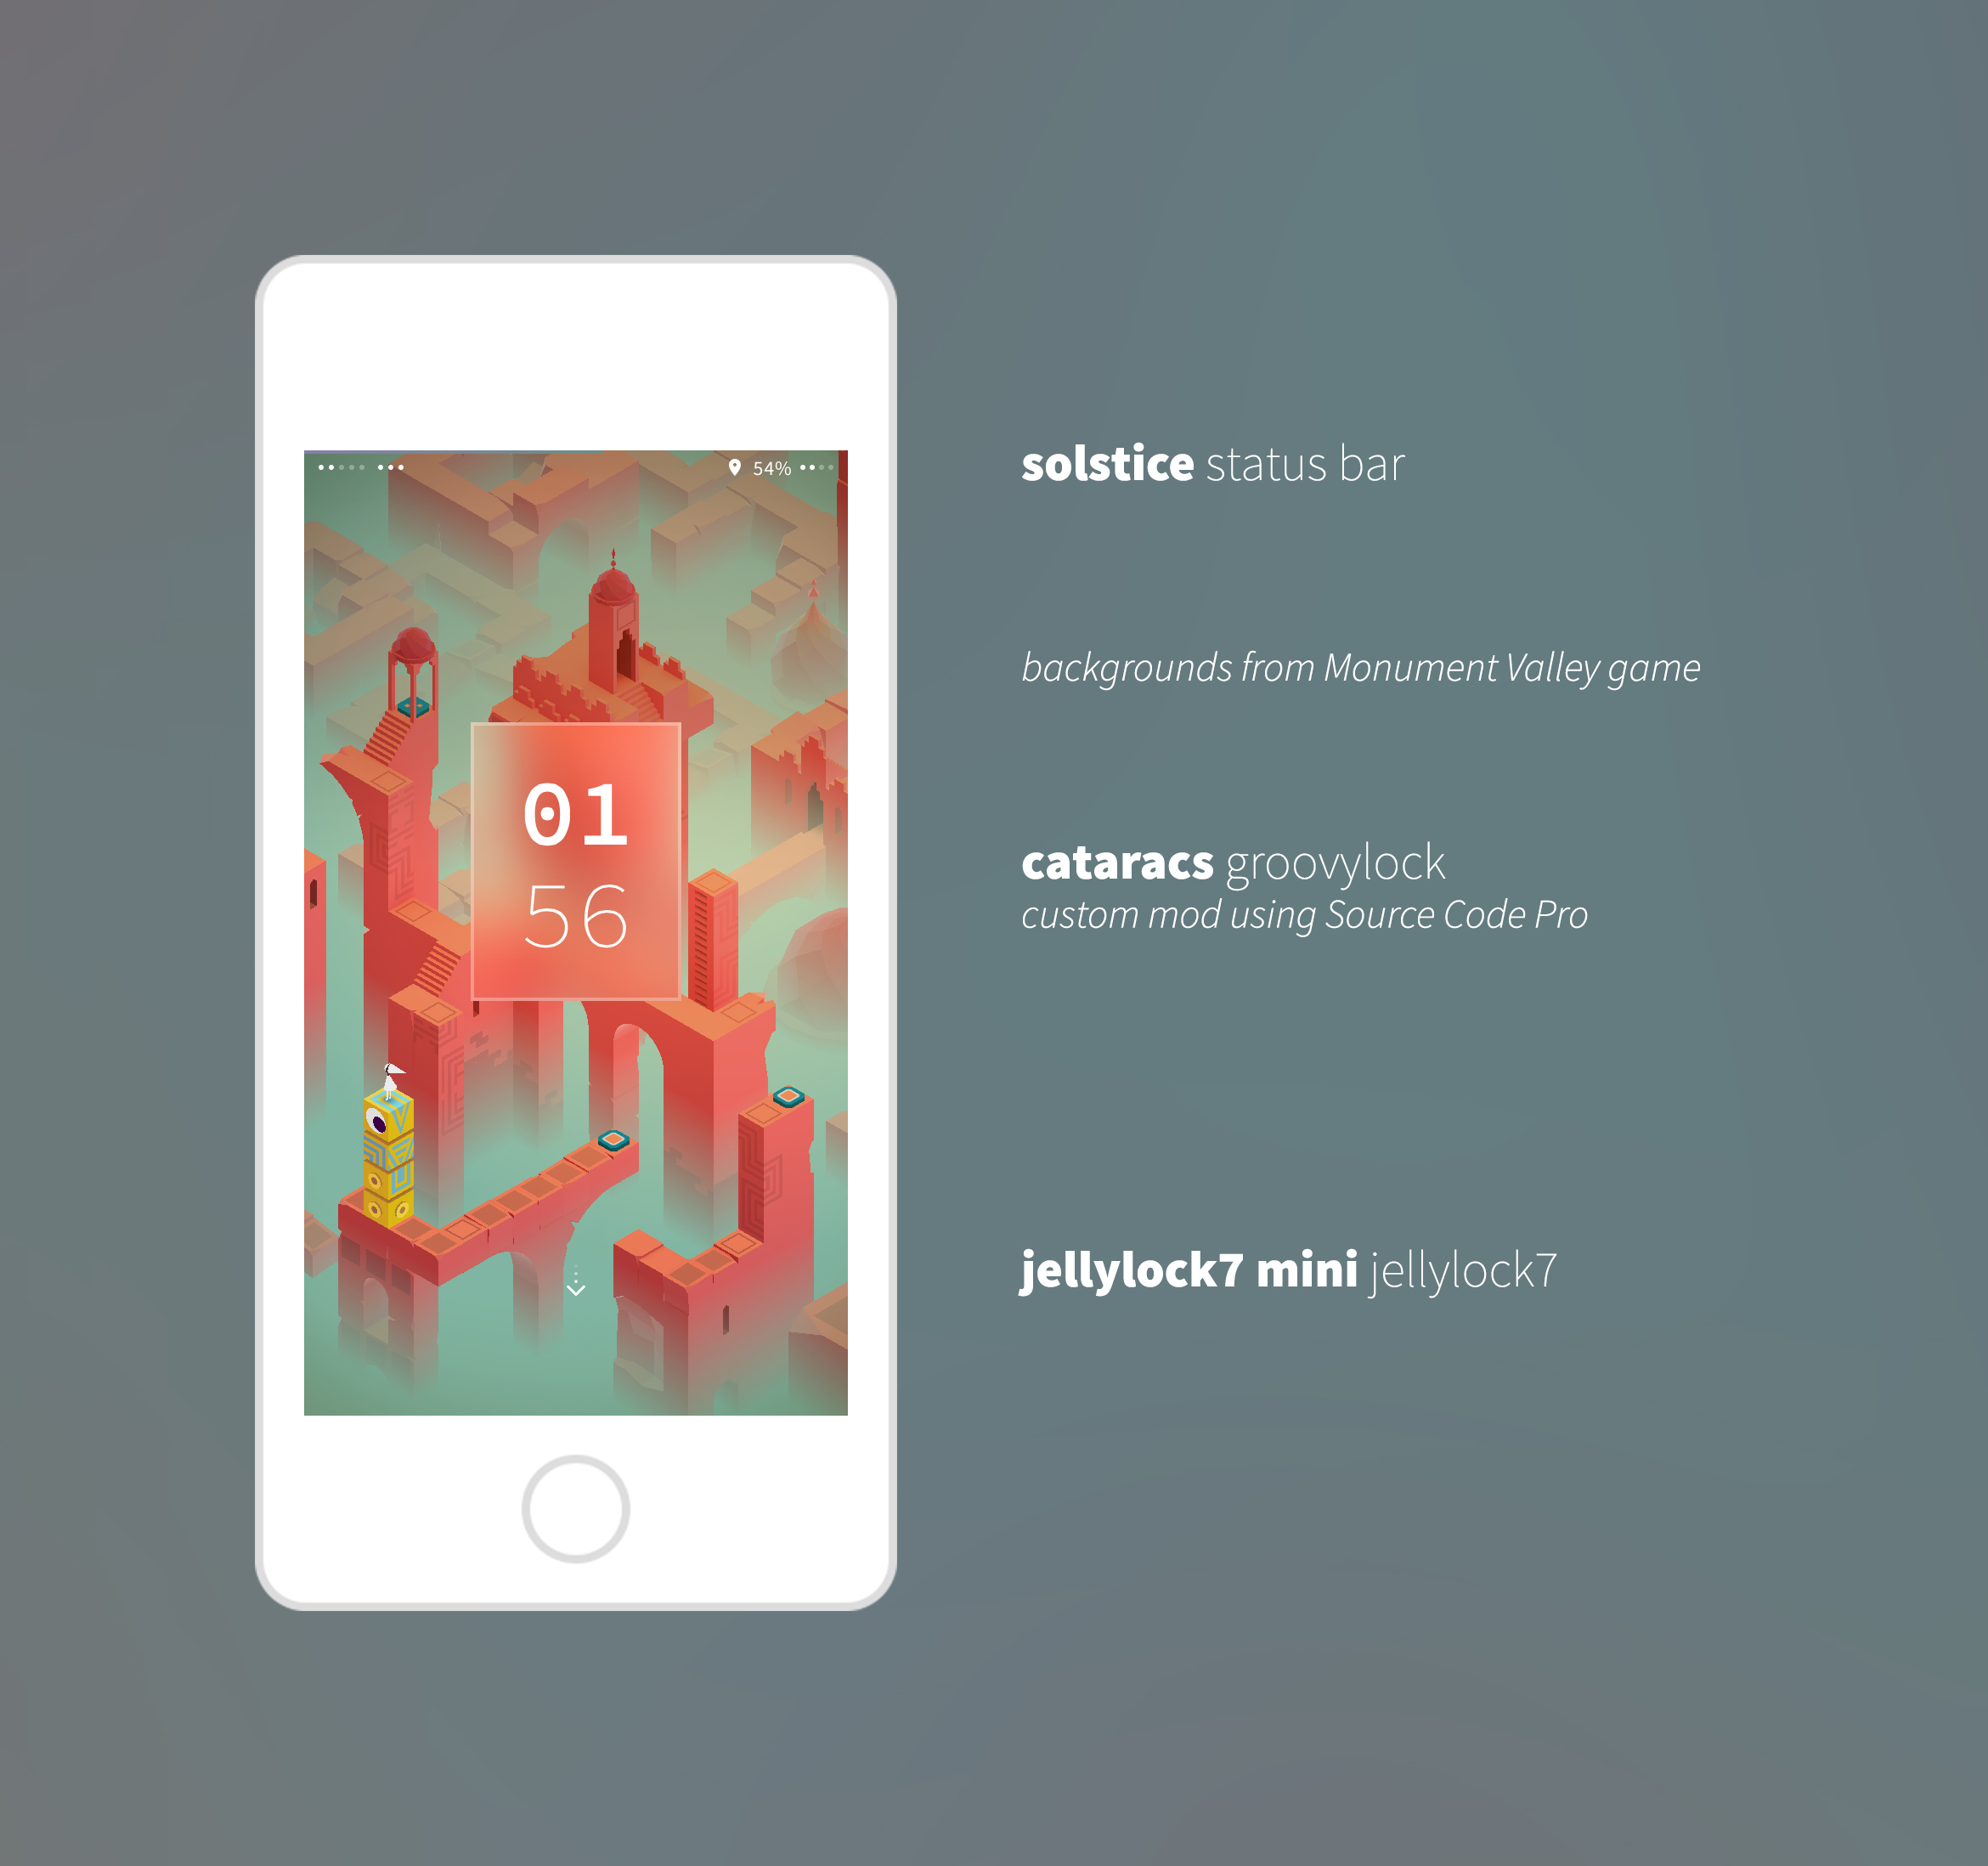 54%
01
56
solstice status bar
backgrounds from Monument Valley game
cataracs groovylock
custom mod using Source Code Pro
jellylock7 mini jellylock7